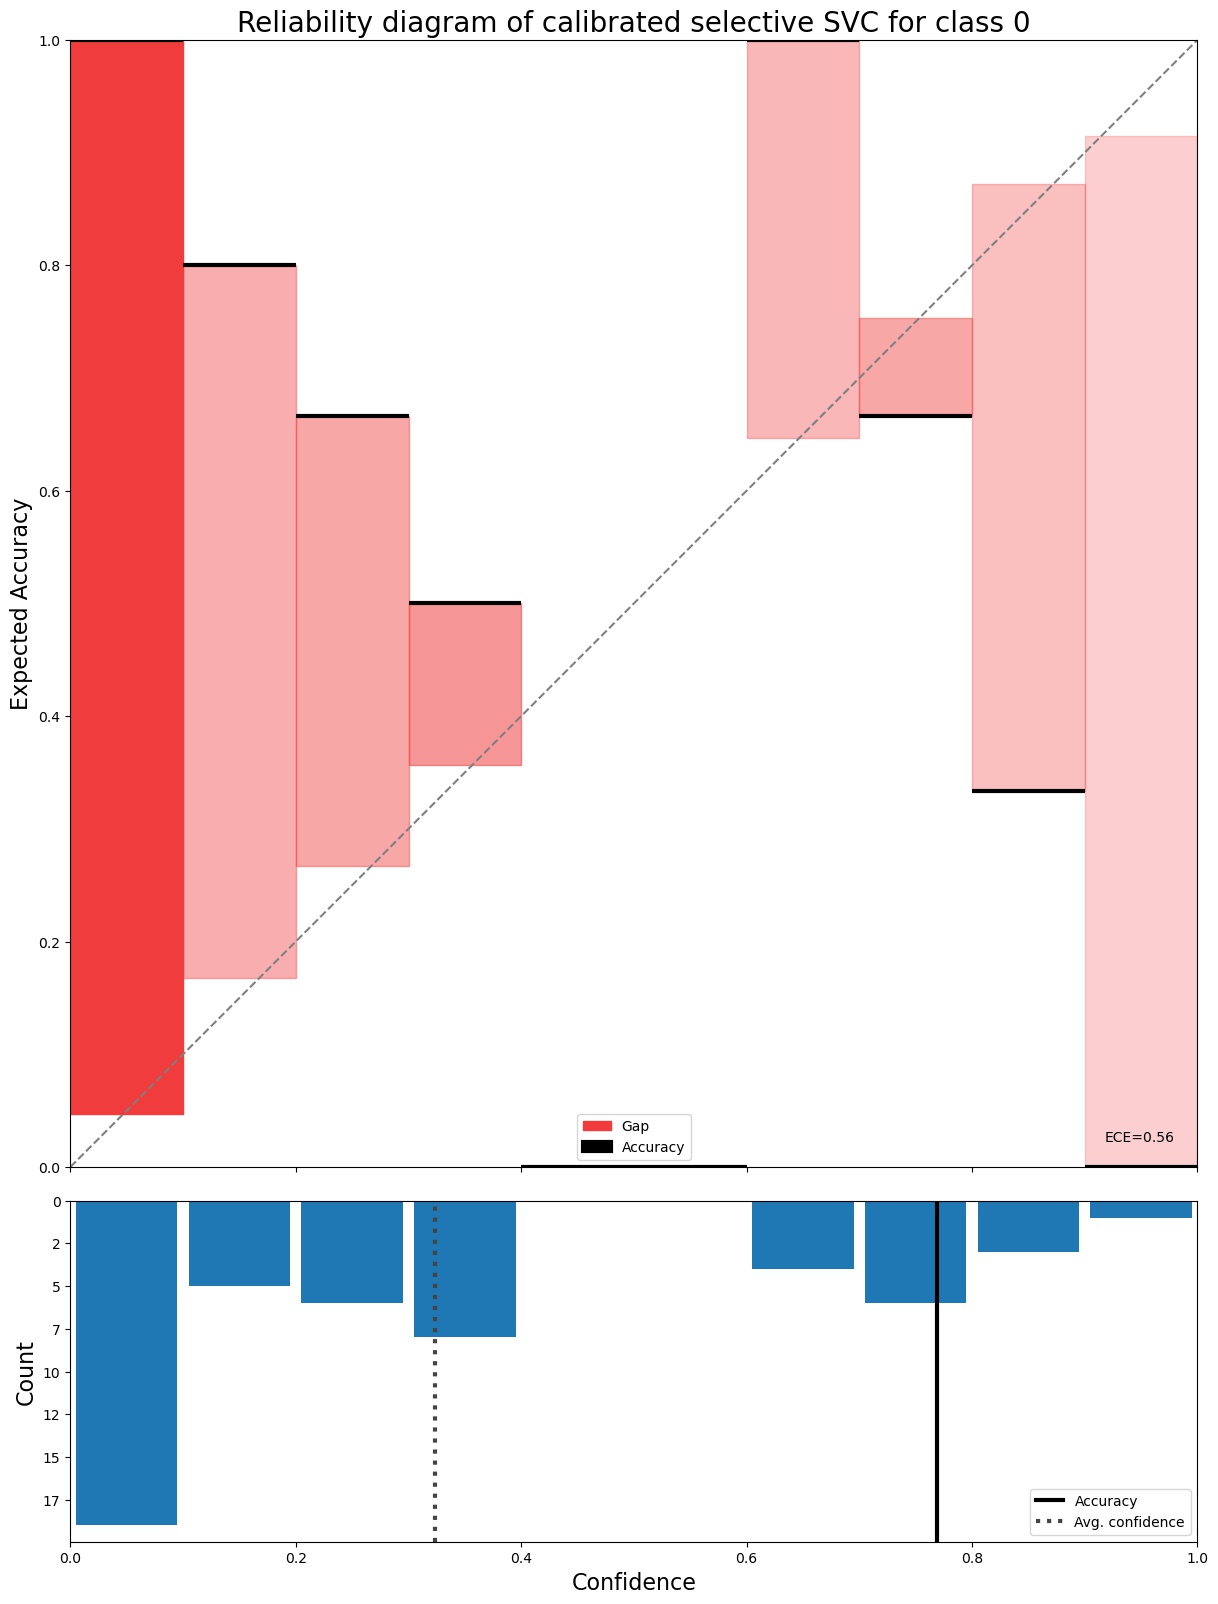 Reliability diagram of calibrated selective SVC for class 0
1.0
0.8
0.6
0.4
0.2
0.0
Expected Accuracy
Gap
Accuracy
ECE=0.56
0
2
5
7
10
12
15
17
Count
Accuracy
Avg. confidence
0.0 0.2 0.4 0.6 0.8 1.0
Confidence